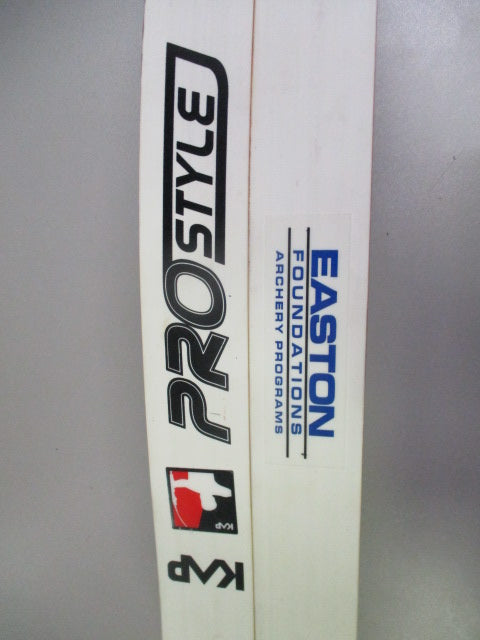 KAP
KAP
PROSTYLE
EASTON
FOUNDATIONS
ARCHERY PROGRAMS